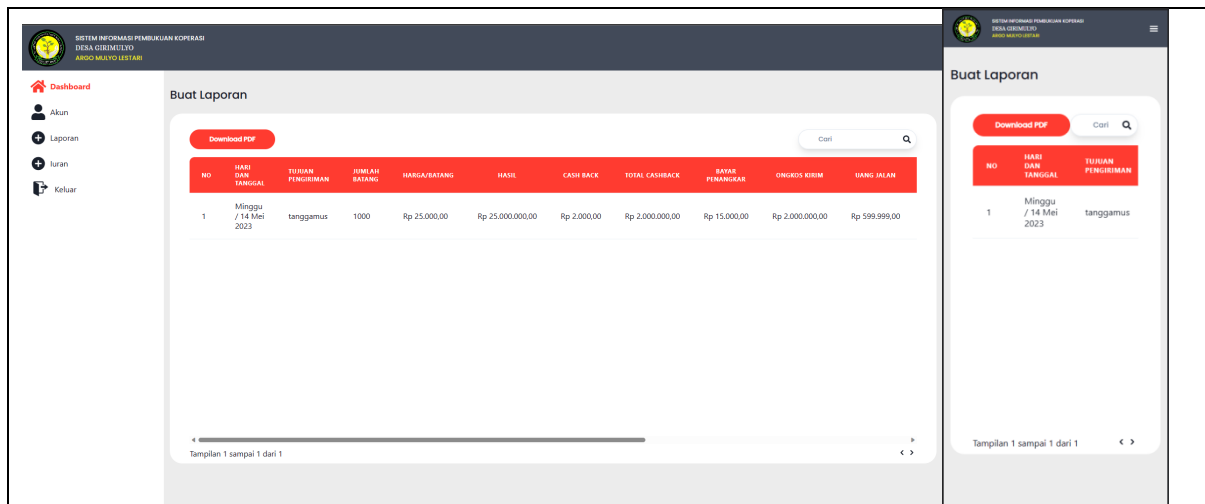 SISTEM INFORMASI PEMBUKUAN KOPERASI
DESA GIRIMULYO
ARGO MULYO LESTARI
Dashboard
Akun
Laporan
Iuran
Keluar
Buat Laporan
Download PDF
Cari
NO HARI DAN TANGGAL TUJUAN PENGIRIMAN JUMLAH BATANG HARGA/BATANG HASIL CASH BACK TOTAL CASHBACK BAYAR PENANGKAR ONGKOS KIRIM UANG JALAN
1 Minggu / 14 Mei 2023 tanggamus 1000 Rp 25.000,00 Rp 25.000.000,00 Rp 2.000,00 Rp 2.000.000,00 Rp 15.000,00 Rp 2.000.000,00 Rp 599.999,00
Tampilan 1 sampai 1 dari 1
SISTEM INFORMASI PEMBUKUAN KOPERASI
DESA GIRIMULYO
ARGO MULYO LESTARI
Buat Laporan
Download PDF
Cari
NO HARI DAN TANGGAL TUJUAN PENGIRIMAN
1 Minggu / 14 Mei 2023 tanggamus
Tampilan 1 sampai 1 dari 1